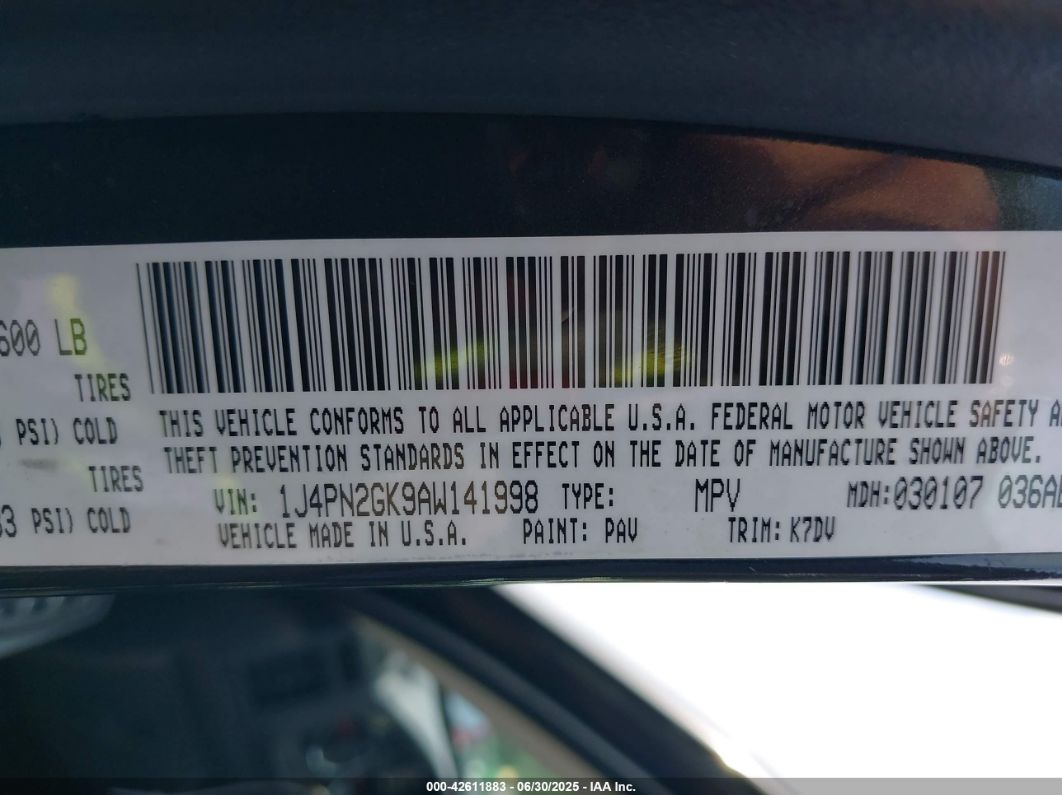 600 LB
TIRES
PSI) COLD
TIRES
33 PSI) COLD
THIS VEHICLE CONFORMS TO ALL APPLICABLE U.S.A. FEDERAL MOTOR VEHICLE SAFETY
THEFT PREVENTION STANDARDS IN EFFECT ON THE DATE OF MANUFACTURE SHOWN ABOVE.
VIN: 1J4PN2GK9AW141998 TYPE: MPV MDH:030107 036A
VEHICLE MADE IN U.S.A. PAINT: PAV TRIM: K7DV
000-42611883 - 06/30/2025 - IAA Inc.